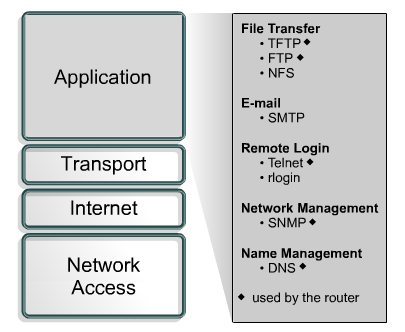 Application
Transport
Internet
Network
Access
File Transfer
• TFTP ◆
• FTP ◆
• NFS
E-mail
• SMTP
Remote Login
• Telnet ◆
• rlogin
Network Management
• SNMP ◆
Name Management
• DNS ◆
◆ used by the router